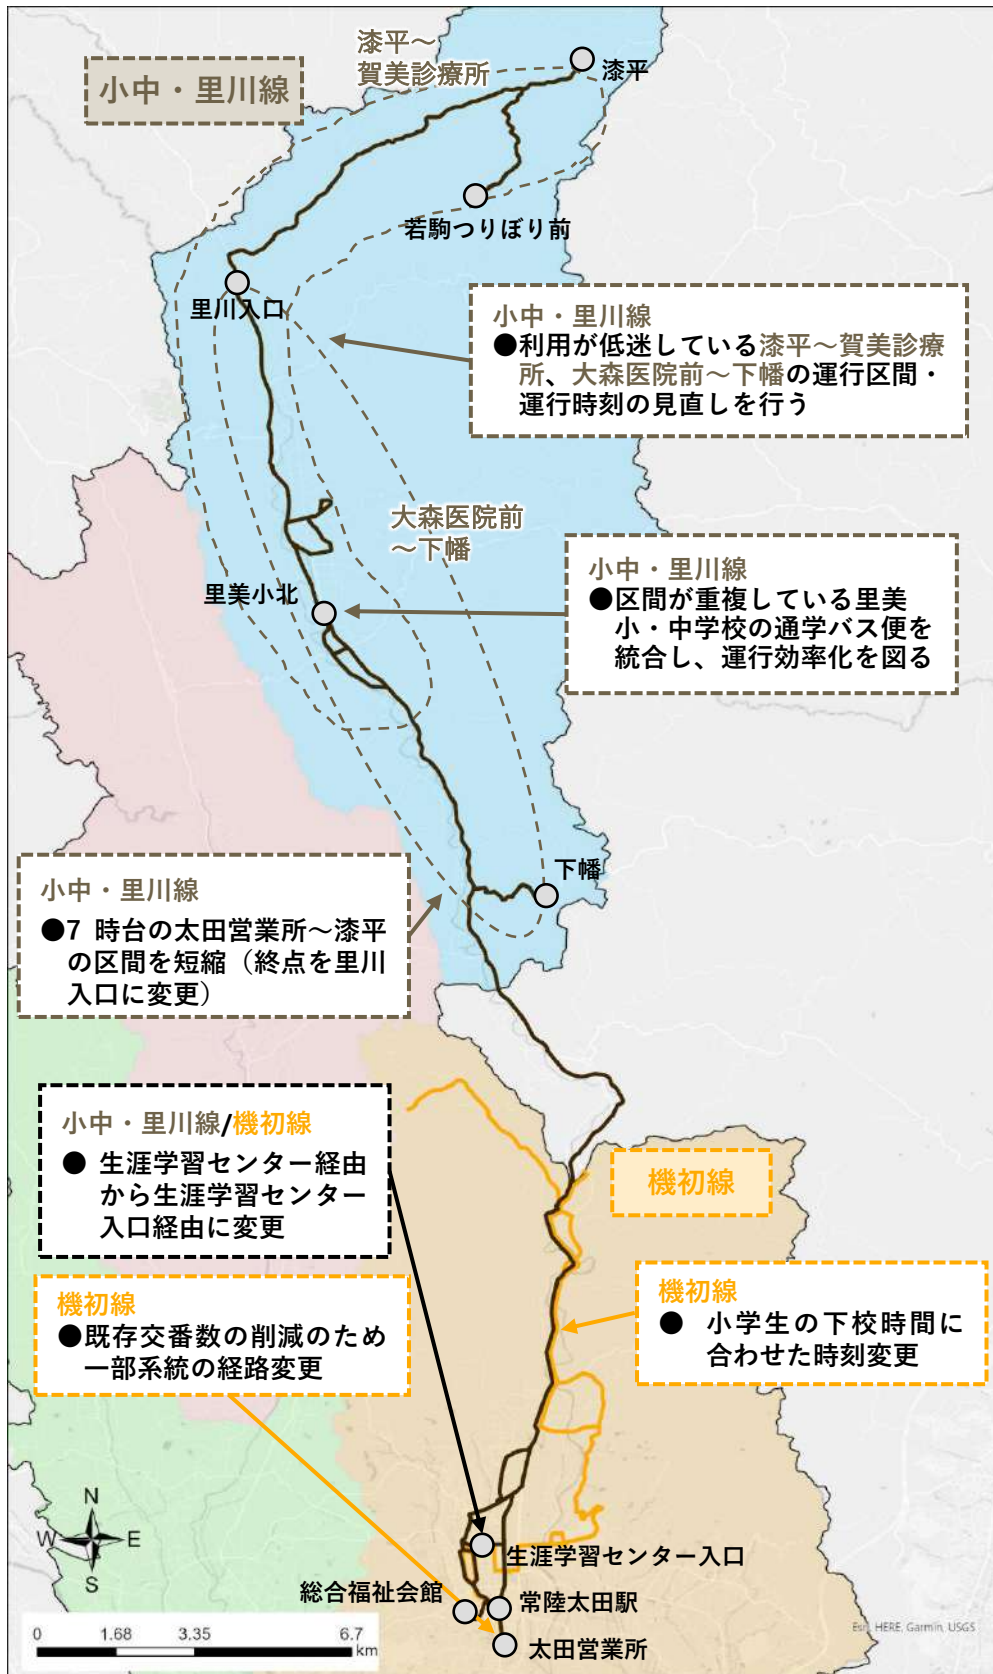 漆平～
賀美診療所
小中・里川線
漆平
若駒つりぼり前
里川入口
小中・里川線
●利用が低迷している漆平～賀美診療
所、大森医院前～下幡の運行区間・
運行時刻の見直しを行う
大森医院前
～下幡
里美小北
小中・里川線
●区間が重複している里美
小・中学校の通学バス便を
統合し、運行効率化を図る
下幡
小中・里川線
●7 時台の太田営業所～漆平
の区間を短縮（終点を里川
入口に変更）
小中・里川線/機初線
● 生涯学習センター経由
から生涯学習センター
入口経由に変更
機初線
機初線
●既存交番数の削減のため
一部系統の経路変更
機初線
● 小学生の下校時間に
合わせた時刻変更
N
W E
S
生涯学習センター入口
総合福祉会館
常陸太田駅
太田営業所
0 1.68 3.35 6.7
km
Esri, HERE, Garmin, USGS